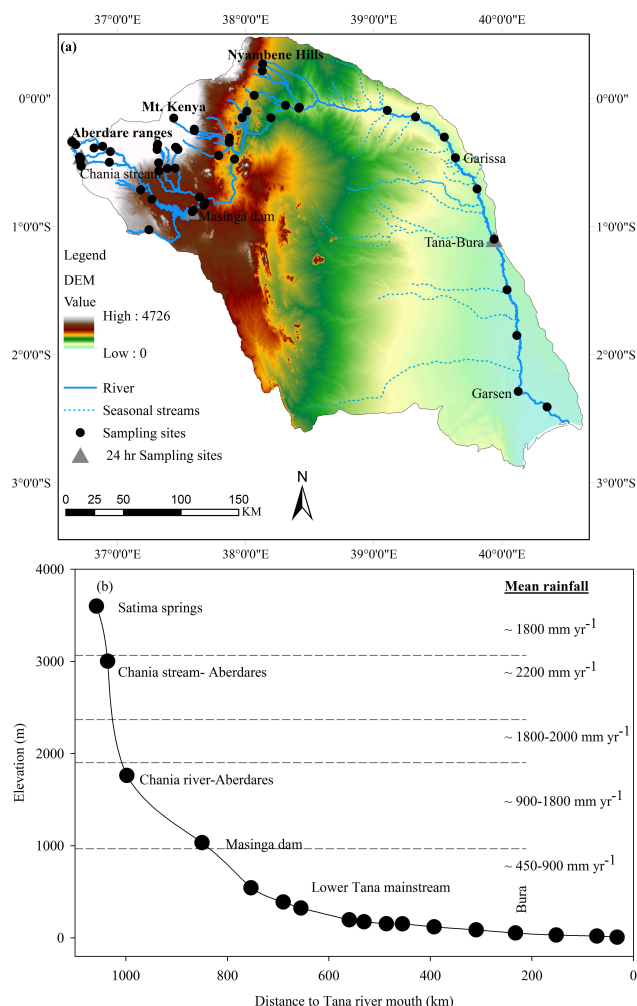 37°0'0"E 38°0'0"E 39°0'0"E 40°0'0"E
(a)
Nyambene Hills
0°0'0" 0°0'0"
Mt. Kenya
Aberdare ranges
Chania stream
Garissa
Masinga dam
1°0'0"S 1°0'0"S
Tana-Bura
Legend
DEM
Value
High : 4726
Low : 0
2°0'0"S 2°0'0"S
River
Seasonal streams
Garsen
Sampling sites
24 hr Sampling sites
3°0'0"S 3°0'0"S
N
0 25 50 100 150
KM
37°0'0"E 38°0'0"E 39°0'0"E 40°0'0"E
4000
(b)
Mean rainfall
Satima springs
~ 1800 mm yr-1
3000
Chania stream- Aberdares
~ 2200 mm yr-1
~ 1800-2000 mm yr-1
2000
Chania river-Aberdares
~ 900-1800 mm yr-1
Masinga dam
1000
~ 450-900 mm yr-1
Lower Tana mainstream
Bura
0
Elevation (m)
1000 800 600 400 200 0
Distance to Tana river mouth (km)